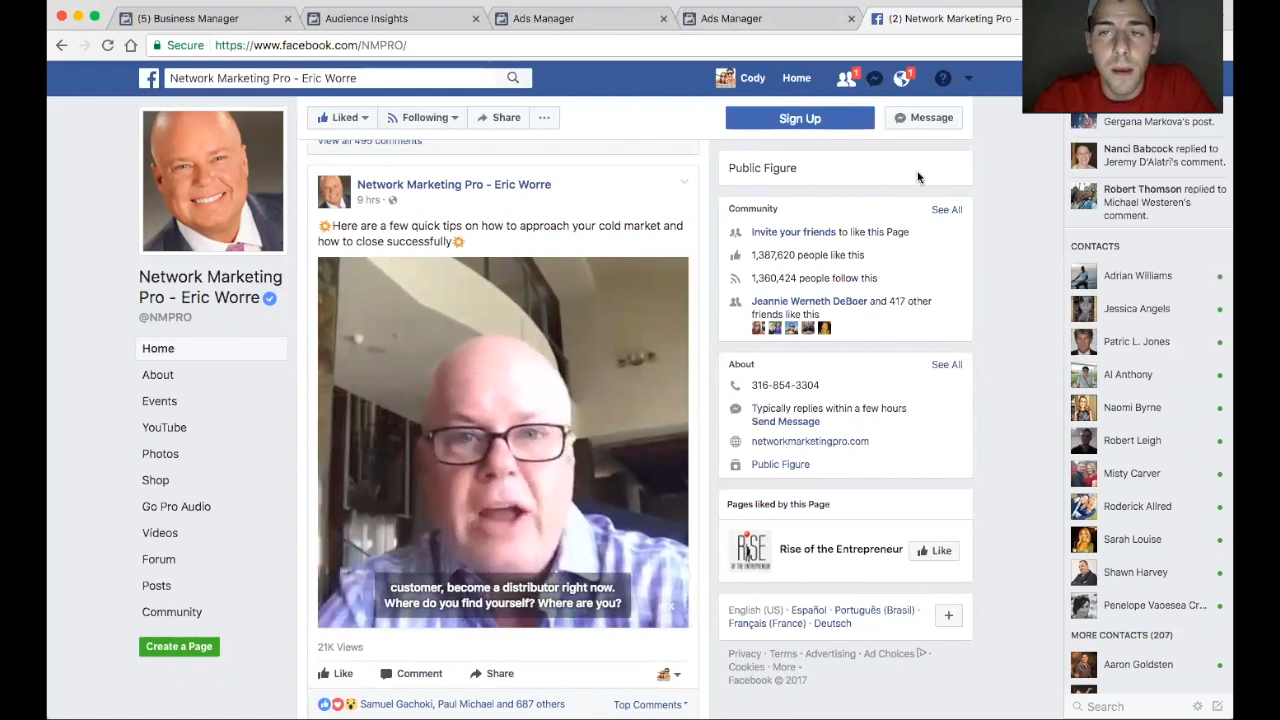 (5) Business Manager
Audience Insights
Ads Manager
Ads Manager
(2) Network Marketing Pro -
Secure
https://www.facebook.com/NMPRO/
Network Marketing Pro - Eric Worre
Cody
Home
1
1
Liked
Following
Share
Sign Up
Message
Network Marketing
Pro - Eric Worre
@NMPRO
Home
About
Events
YouTube
Photos
Shop
Go Pro Audio
Videos
Forum
Posts
Community
Create a Page
View all 495 comments
Network Marketing Pro - Eric Worre
9 hrs ·
Here are a few quick tips on how to approach your cold market and
how to close successfully
customer, become a distributor right now.
Where do you find yourself? Where are you?
21K Views
Like
Comment
Share
Samuel Gachoki, Paul Michael and 687 others
Top Comments
Public Figure
Community
See All
Invite your friends to like this Page
1,387,620 people like this
1,360,424 people follow this
Jeannie Werneth DeBoer and 417 other
friends like this
About
See All
316-854-3304
Typically replies within a few hours
Send Message
networkmarketingpro.com
Public Figure
Pages liked by this Page
RISE
Rise of the Entrepreneur
Like
English (US) · Español · Português (Brasil) ·
Français (France) · Deutsch
Privacy · Terms · Advertising · Ad Choices ·
Cookies · More
Facebook © 2017
Gergana Markova's post.
Nanci Babcock replied to
Jeremy D'Alatri's comment.
Robert Thomson replied to
Michael Westeren's comment.
CONTACTS
Adrian Williams
Jessica Angels
Patric L. Jones
Al Anthony
Naomi Byrne
Robert Leigh
Misty Carver
Roderick Allred
Sarah Louise
Shawn Harvey
Penelope Vaoesea Cr...
MORE CONTACTS (207)
Aaron Goldsten
Search